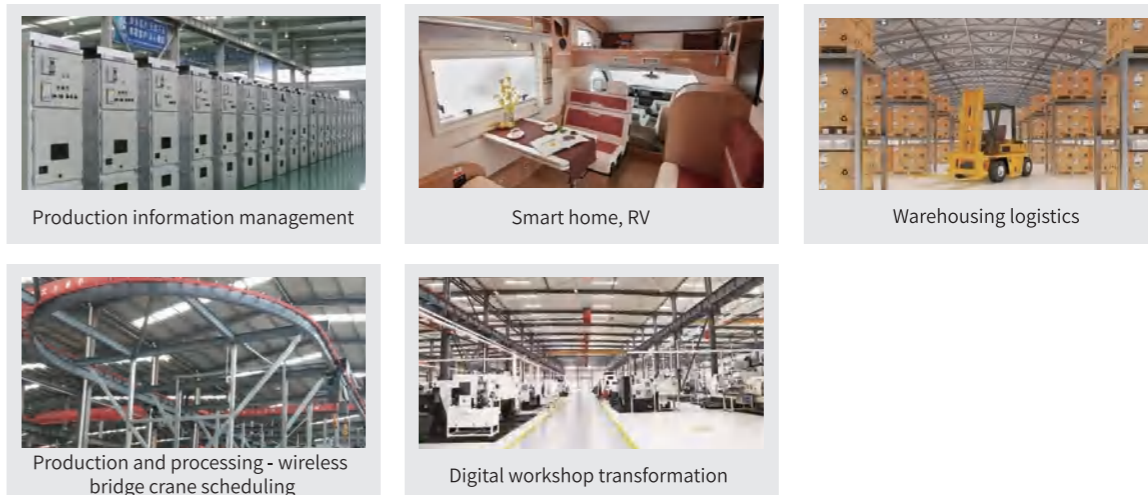 Production information management
Smart home, RV
Warehousing logistics
Production and processing - wireless
bridge crane scheduling
Digital workshop transformation